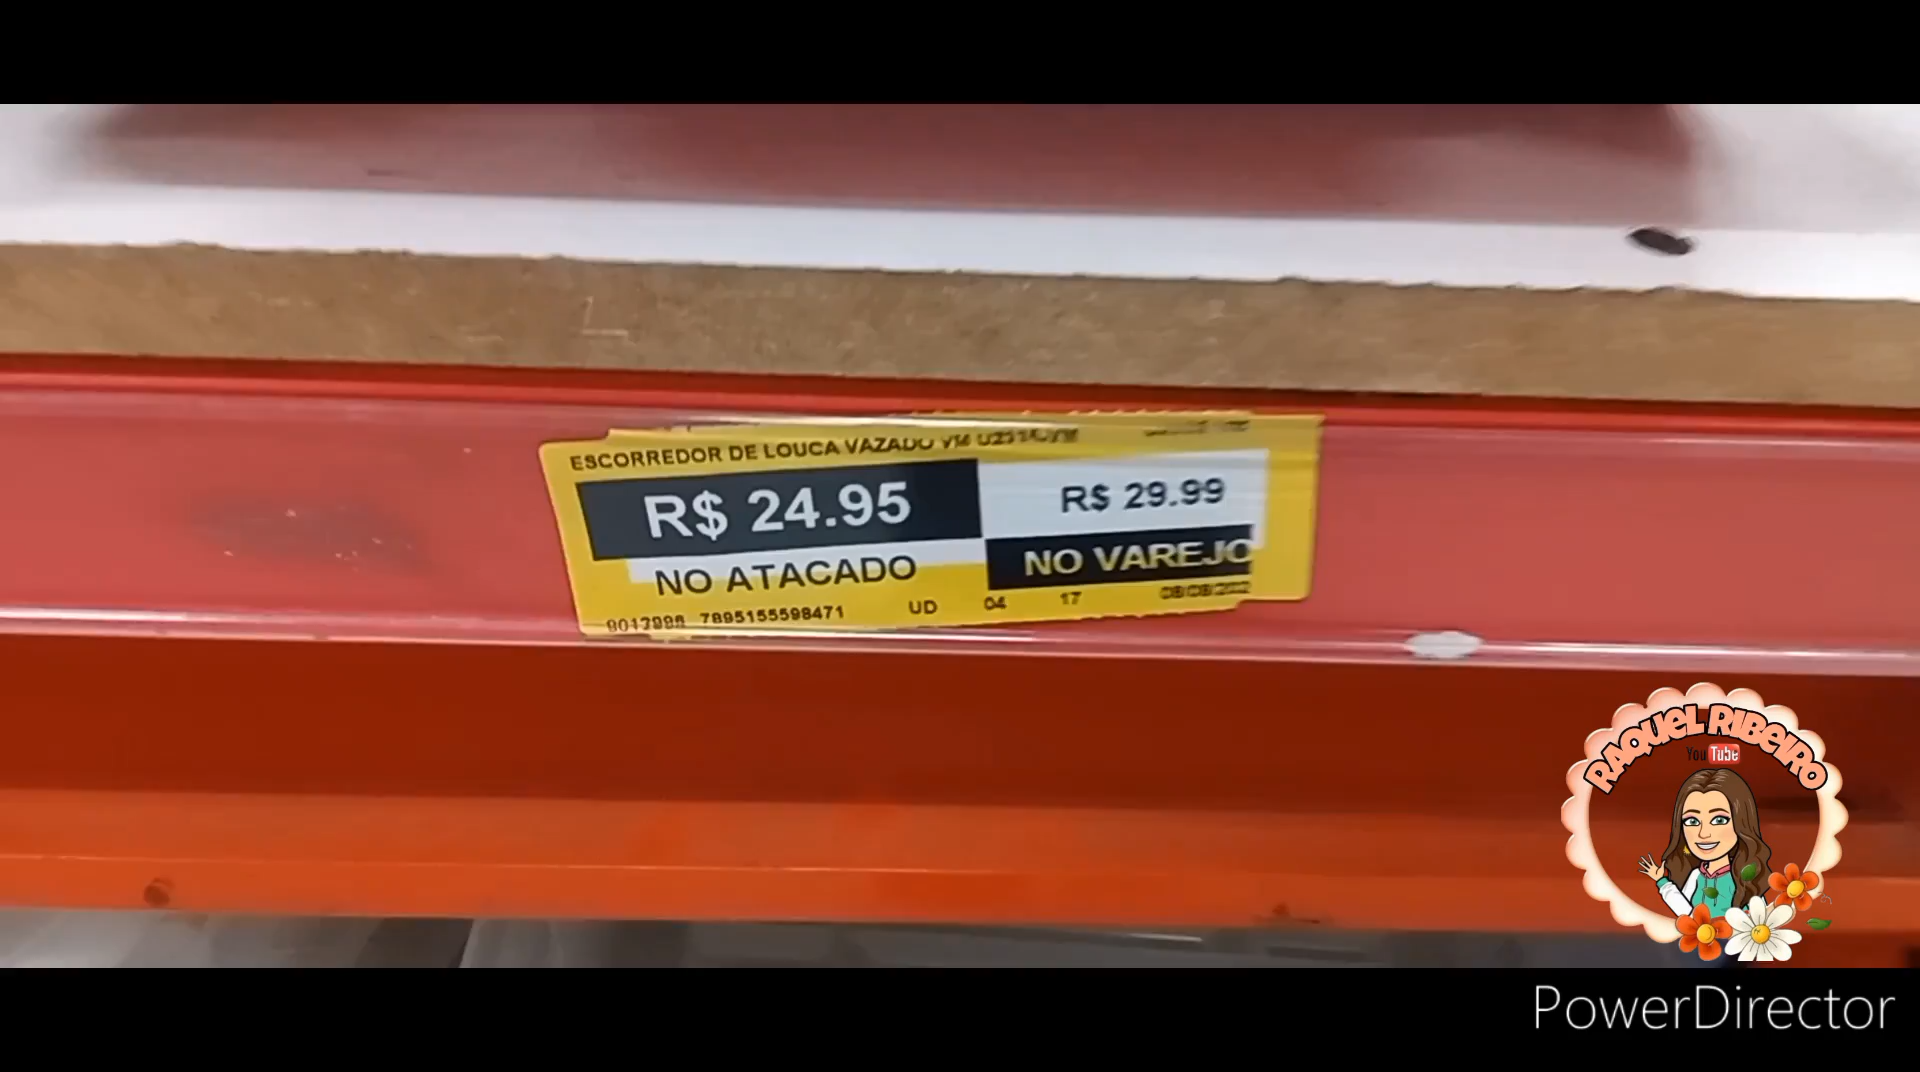 ESCORREDOR DE LOUCA VAZADO VM
R$ 24.95
R$ 29.99
NO ATACADO
NO VAREJO
7895155598471 UD 04 17
RAQUEL RIBEIRO
YouTube
PowerDirector